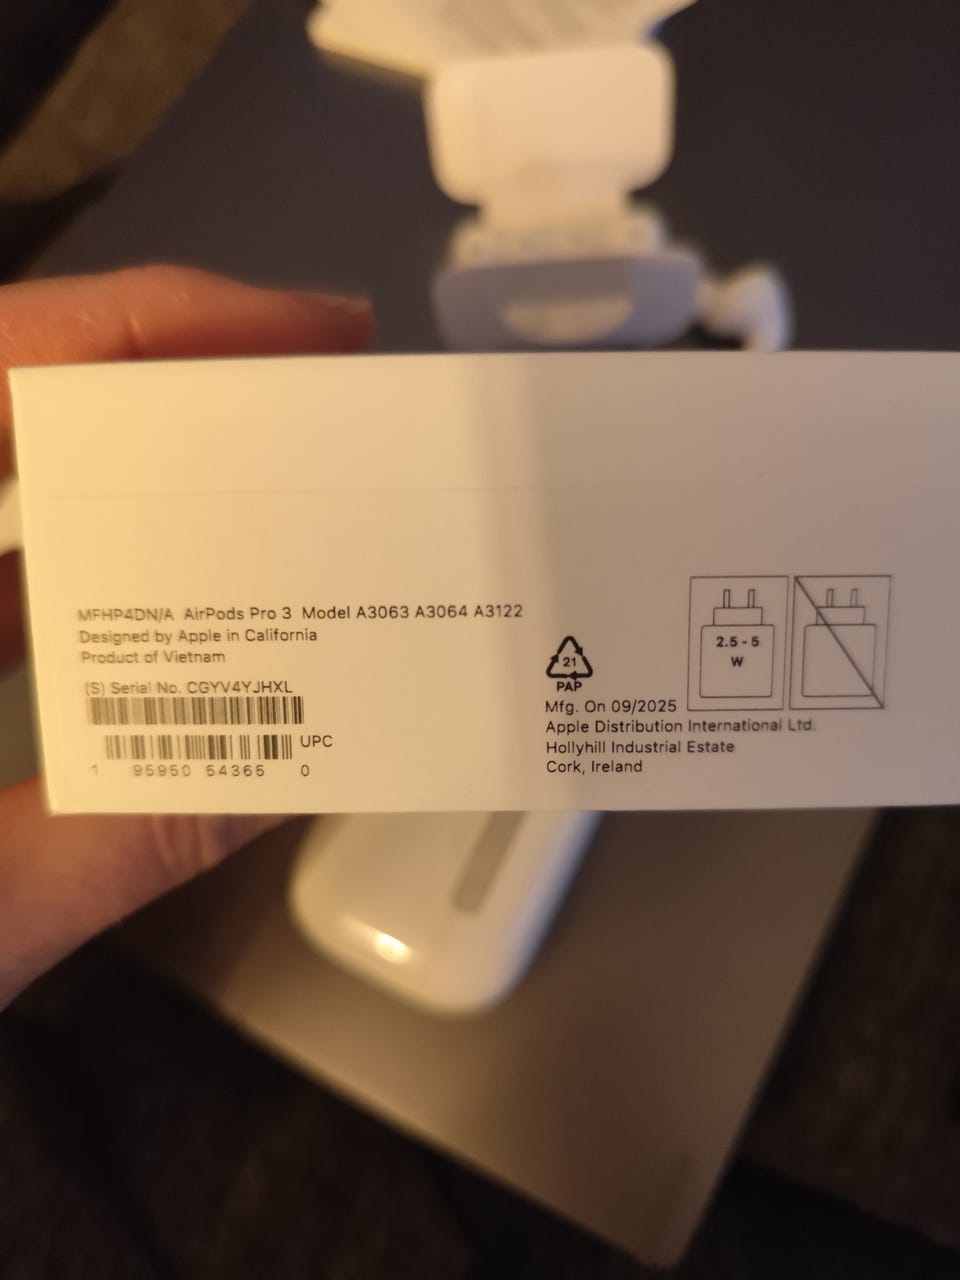 MFHP4DN/A AirPods Pro 3 Model A3063 A3064 A3122
Designed by Apple in California
Product of Vietnam
(S) Serial No. CGYV4YJHXL
UPC
1 95950 54365 0
21
PAP
Mfg. On 09/2025
Apple Distribution International Ltd.
Hollyhill Industrial Estate
Cork, Ireland
2.5 - 5
W